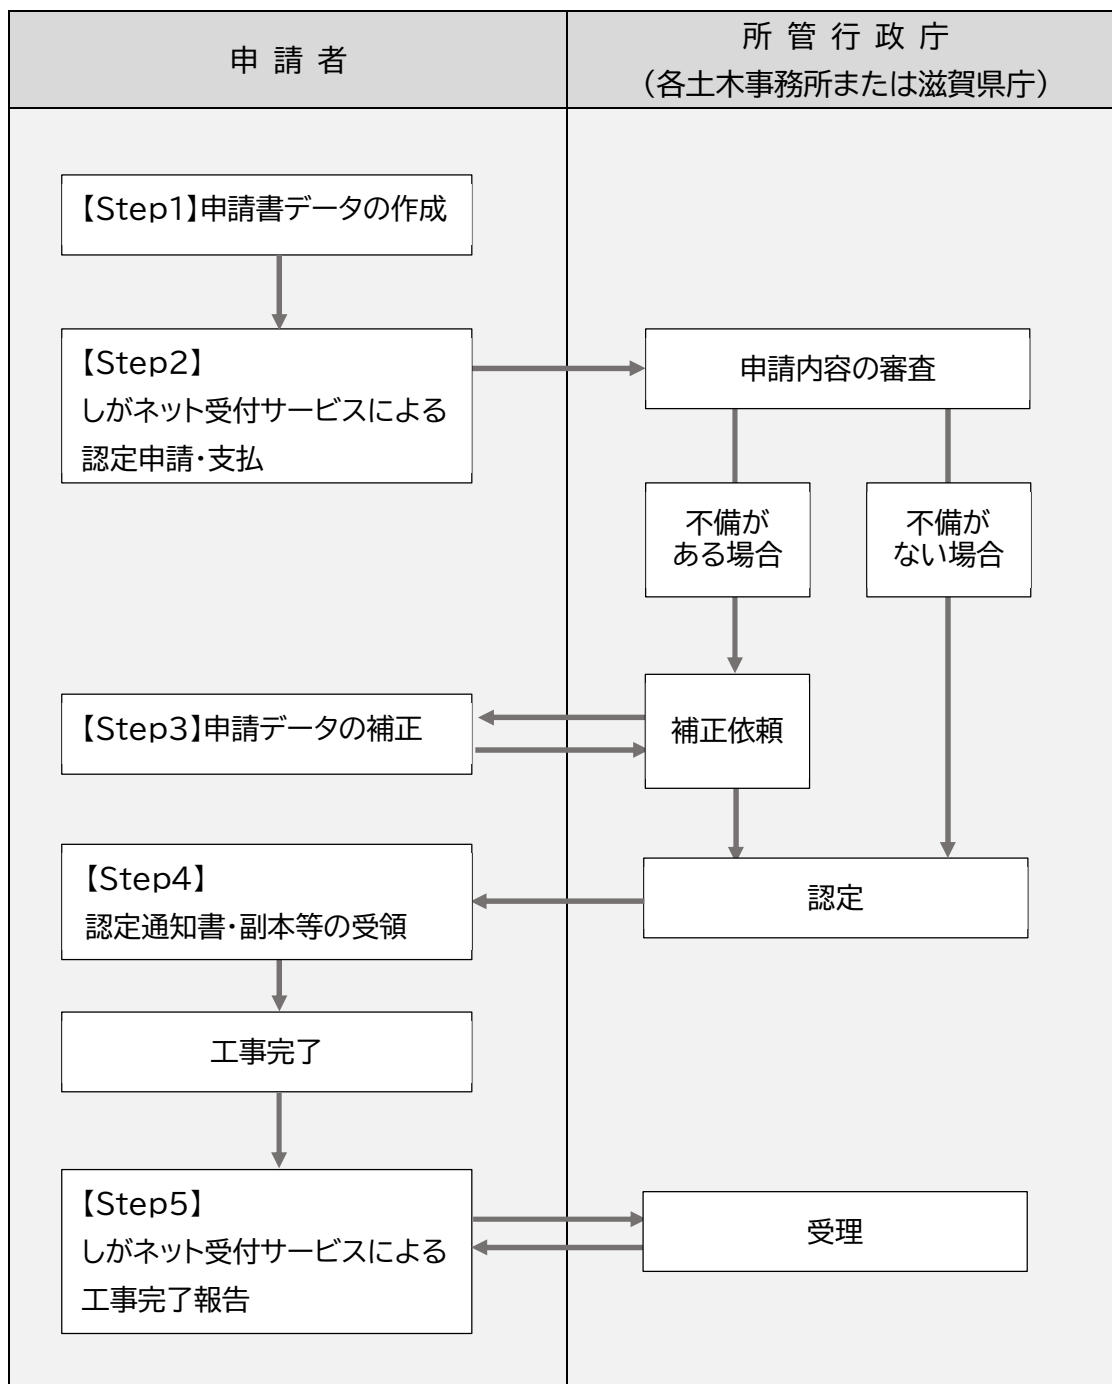 申 請 者
所 管 行 政 庁
(各土木事務所または滋賀県庁)
【Step1】申請書データの作成
【Step2】
しがネット受付サービスによる
認定申請・支払
申請内容の審査
不備が
ある場合
不備が
ない場合
【Step3】申請データの補正
補正依頼
【Step4】
認定通知書・副本等の受領
認定
工事完了
【Step5】
しがネット受付サービスによる
工事完了報告
受理